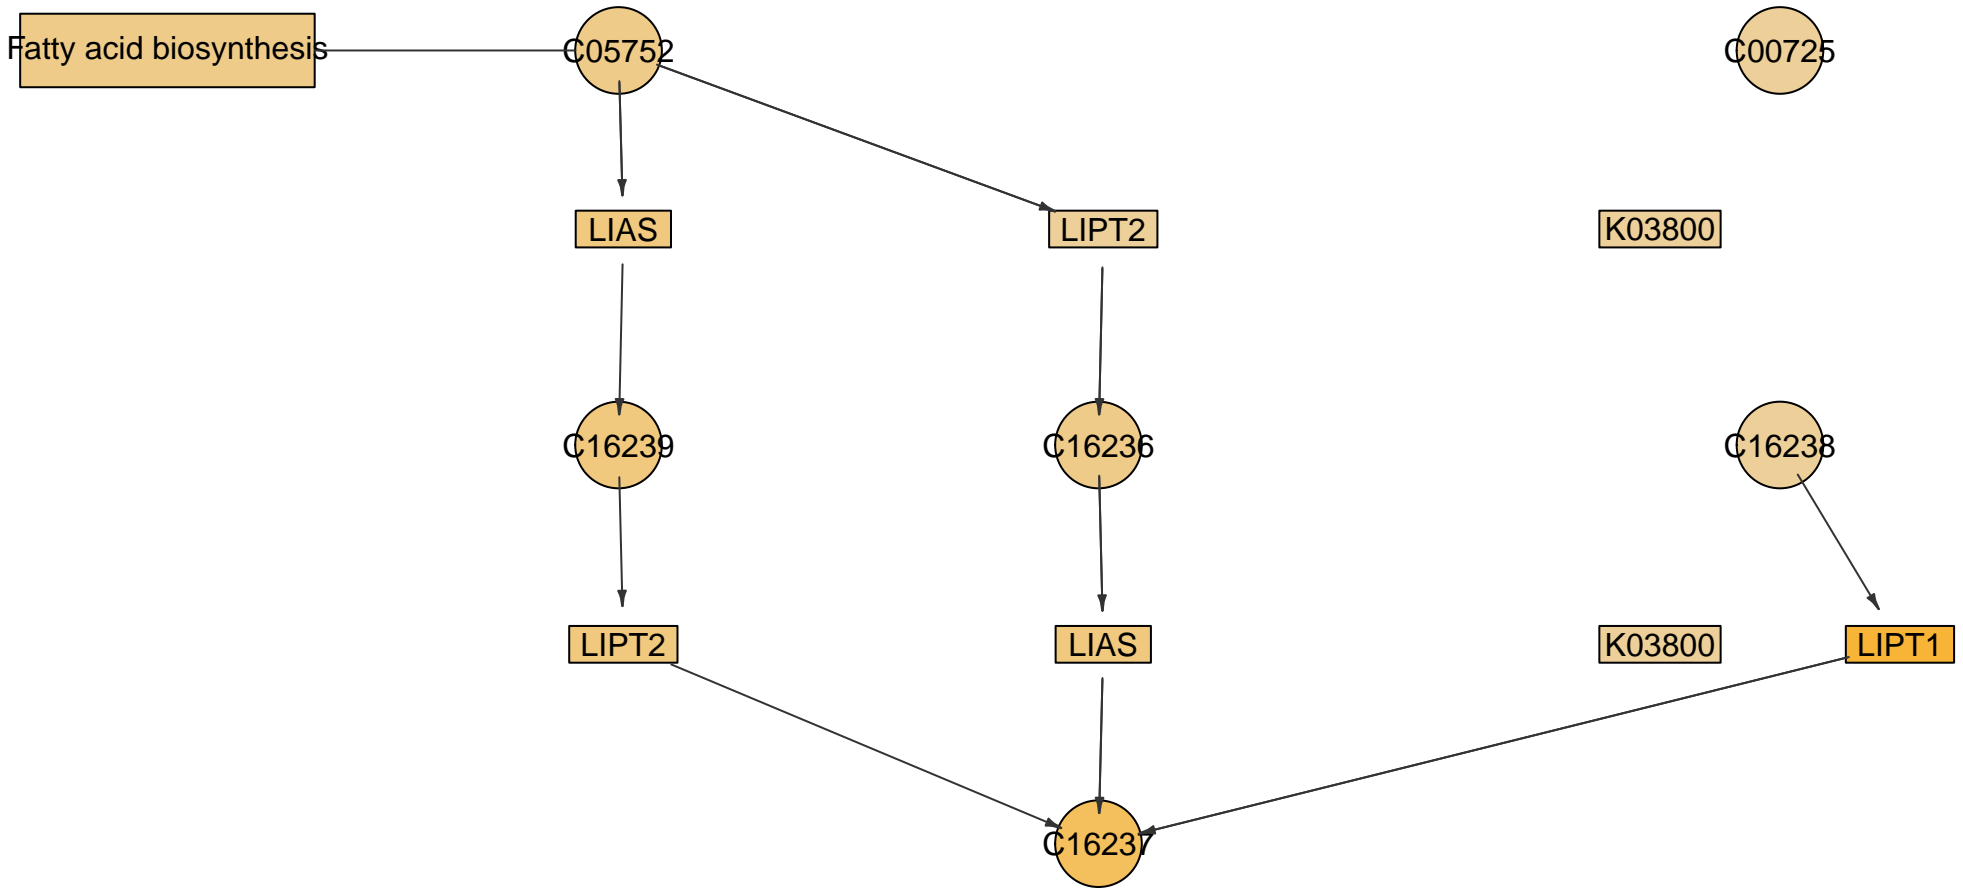 Fatty acid biosynthesis
C05752
C00725
LIAS
LIPT2
K03800
C16239
C16236
C16238
LIPT2
LIAS
K03800
LIPT1
C16237